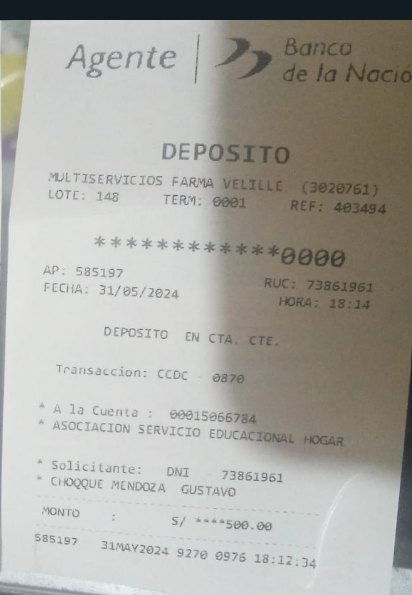 Agente | Banco
de la Nació
DEPOSITO
MULTISERVICIOS FARMA VELILLE (3020761)
LOTE: 148 TERM: 0001 REF: 403494
************0000
AP: 585197 RUC: 73861961
FECHA: 31/05/2024 HORA: 18:14
DEPOSITO EN CTA. CTE.
Transaccion: CCDC - 0870
* A la Cuenta : 00015066784
* ASOCIACION SERVICIO EDUCACIONAL HOGAR
* Solicitante: DNI - 73861961
* CHOQQUE MENDOZA GUSTAVO
MONTO : S/ ****500.00
585197 31MAY2024 9270 0976 18:12:34